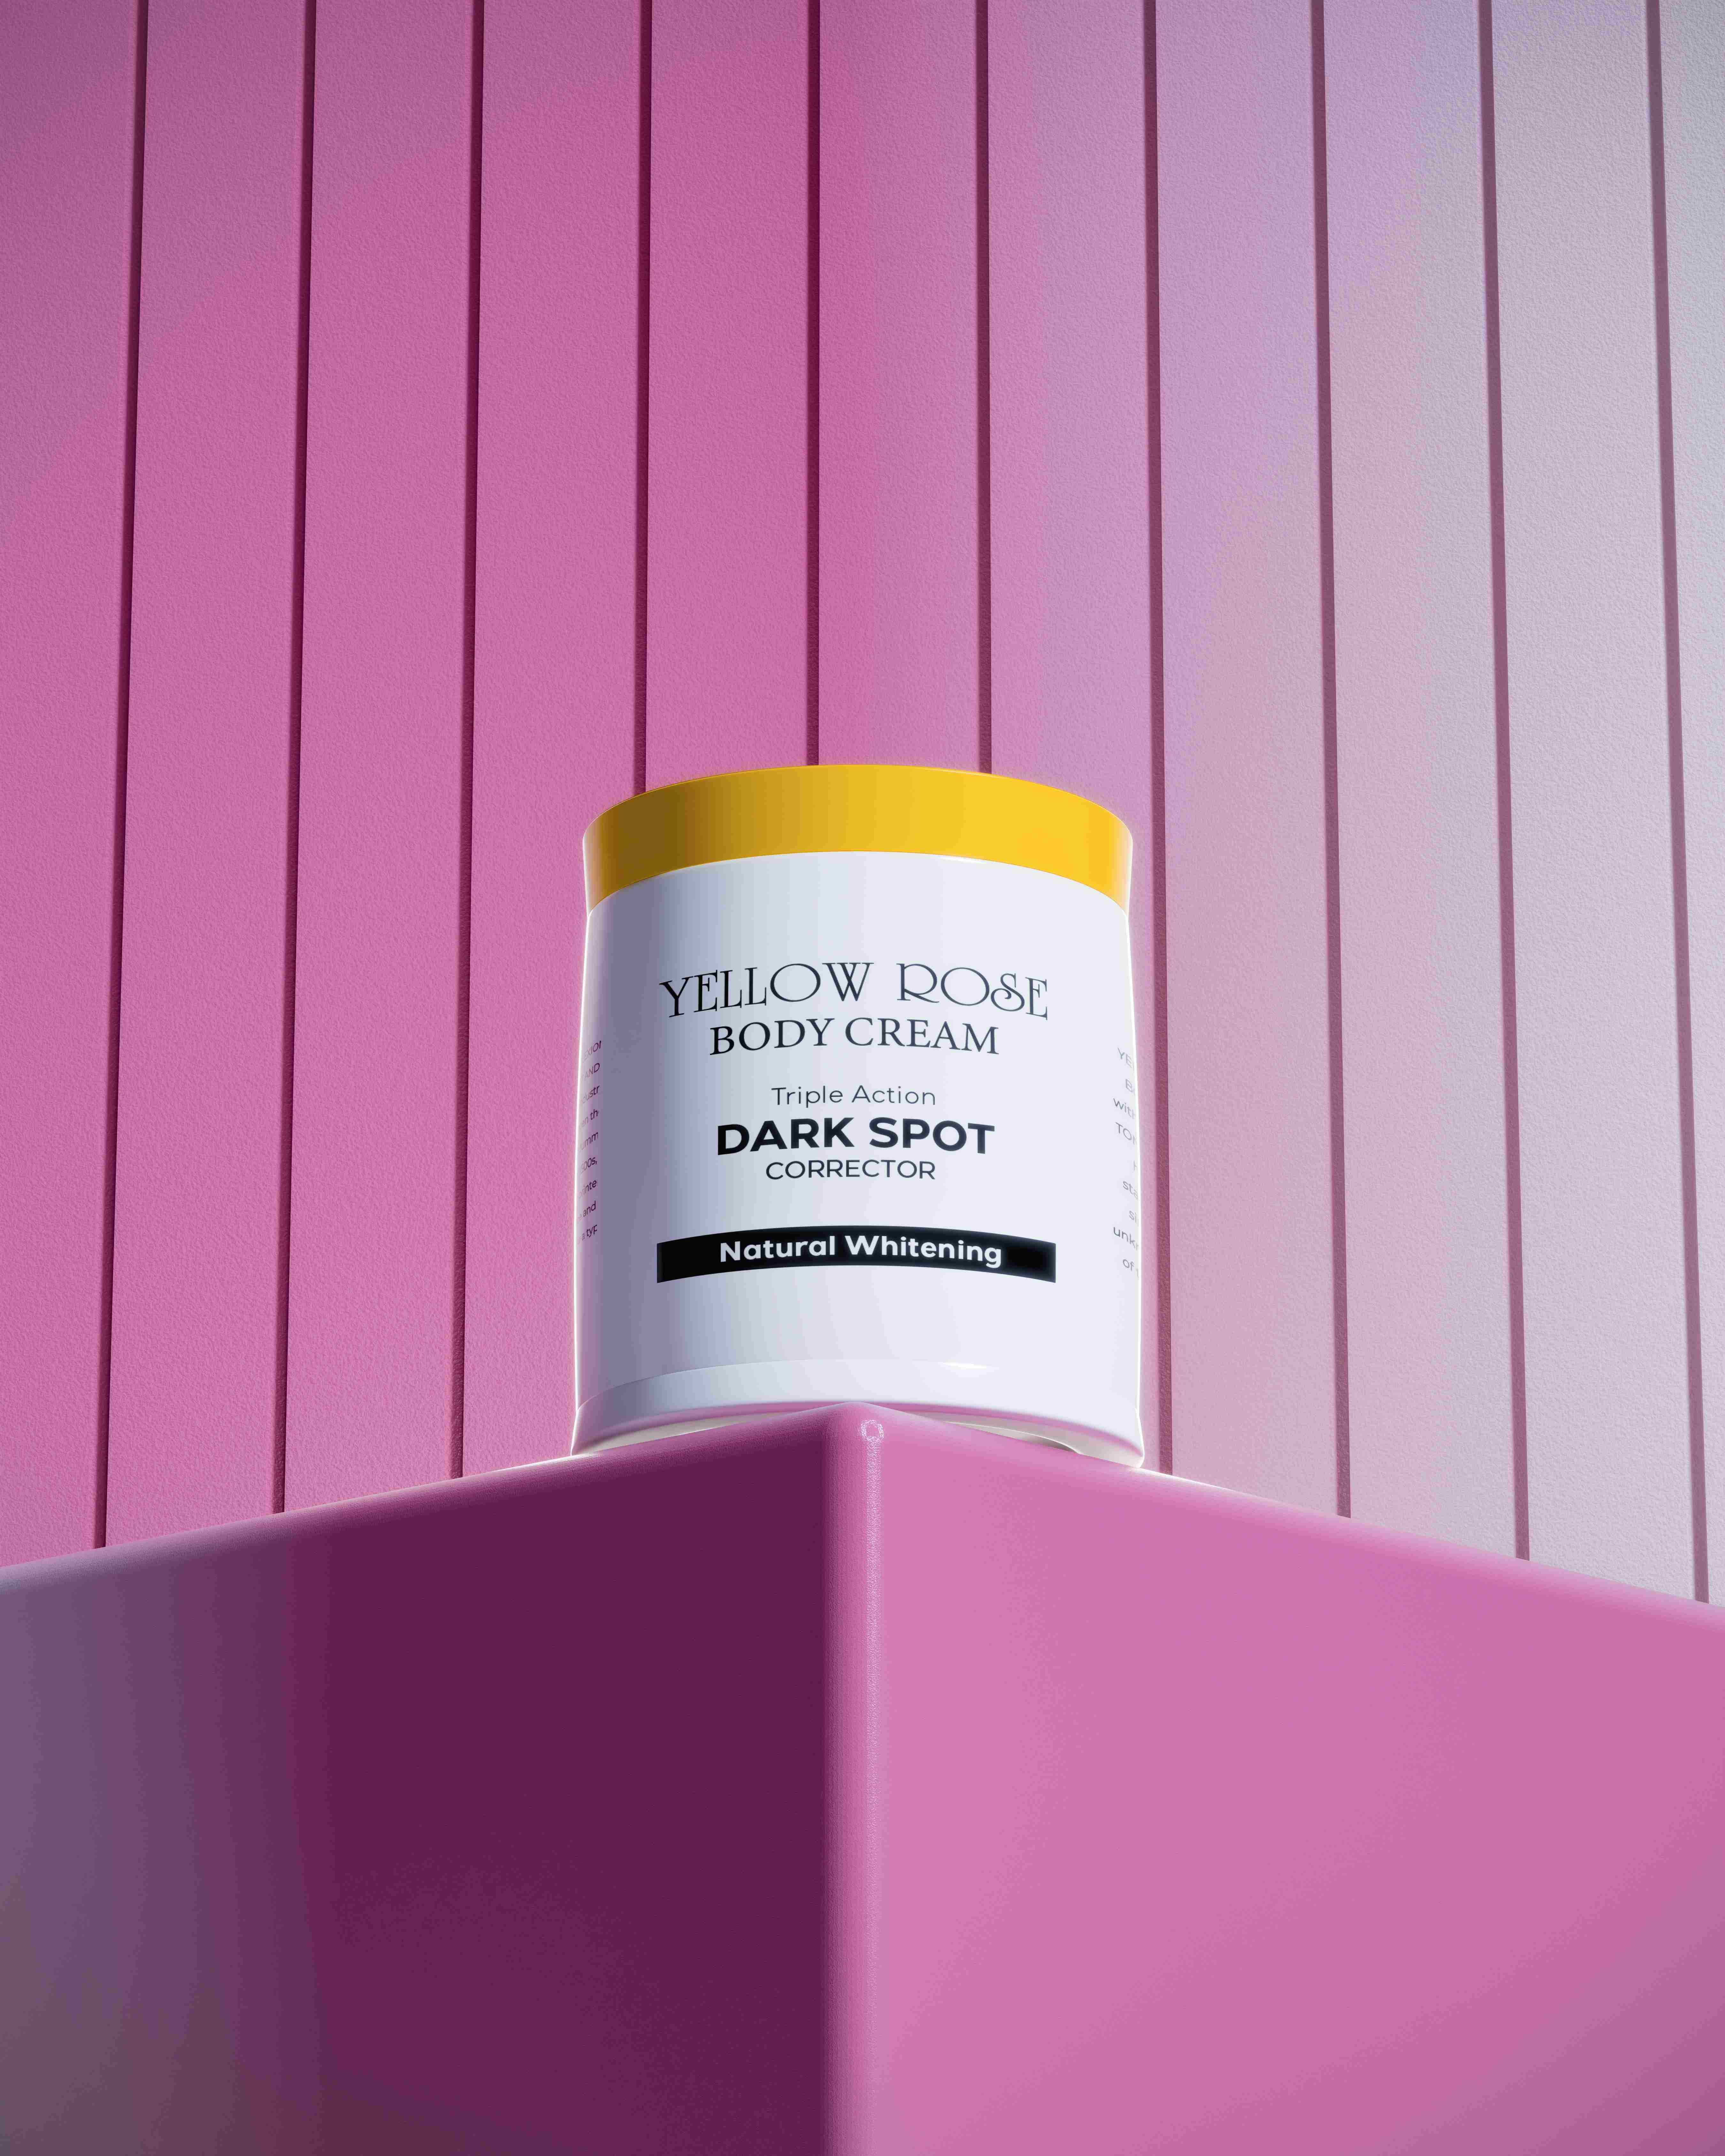 YELLOW ROSE
BODY CREAM
Triple Action
DARK SPOT
CORRECTOR
Natural Whitening